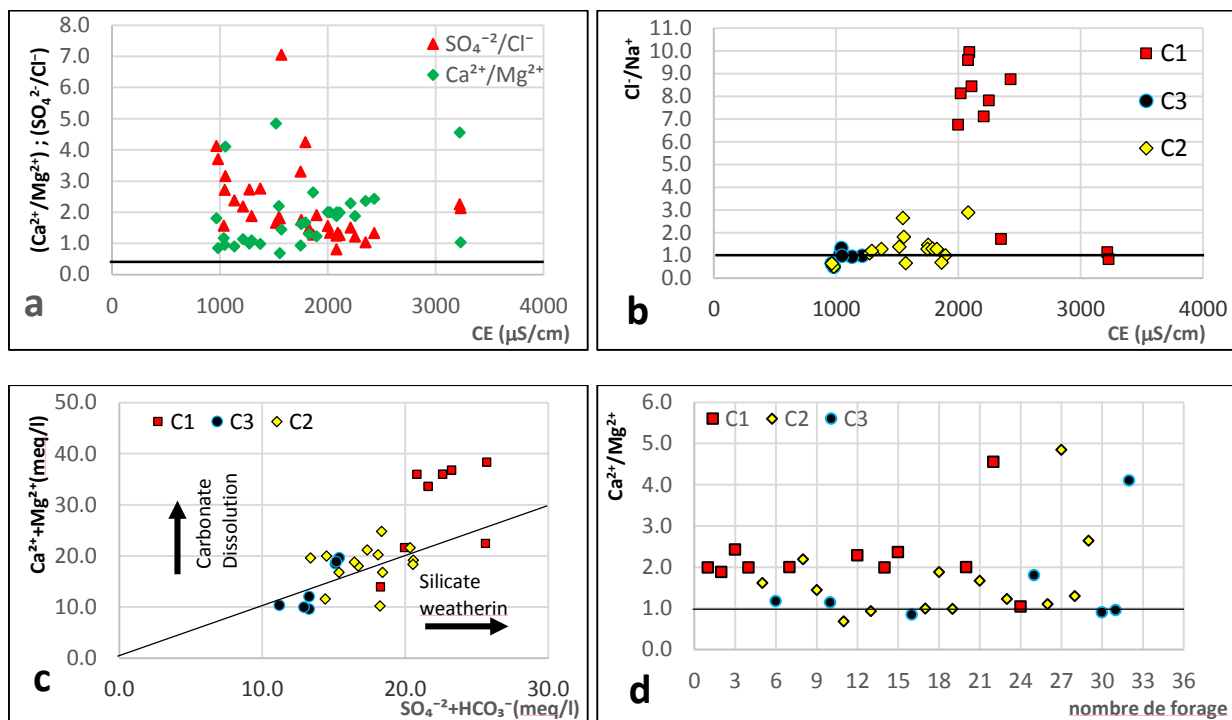 (Ca²⁺/Mg²⁺) ; (SO₄²⁻/Cl⁻)
8.0
7.0
6.0
5.0
4.0
3.0
2.0
1.0
0.0
SO₄⁻²/Cl⁻
Ca²⁺/Mg²⁺
0 1000 2000 3000 4000
CE (µS/cm)
a
Cl⁻/Na⁺
11.0
10.0
9.0
8.0
7.0
6.0
5.0
4.0
3.0
2.0
1.0
0.0
C1
C3
C2
0 1000 2000 3000 4000
CE (µS/cm)
b
Ca²⁺+Mg²⁺(meq/l)
50.0
40.0
30.0
20.0
10.0
0.0
C1 C3 C2
Carbonate
Dissolution
Silicate
weatherin
0.0 10.0 20.0 30.0
SO₄⁻²+HCO₃⁻(meq/l)
c
Ca²⁺/Mg²⁺
6.0
5.0
4.0
3.0
2.0
1.0
0.0
C1 C2 C3
0 3 6 9 12 15 18 21 24 27 30 33 36
nombre de forage
d